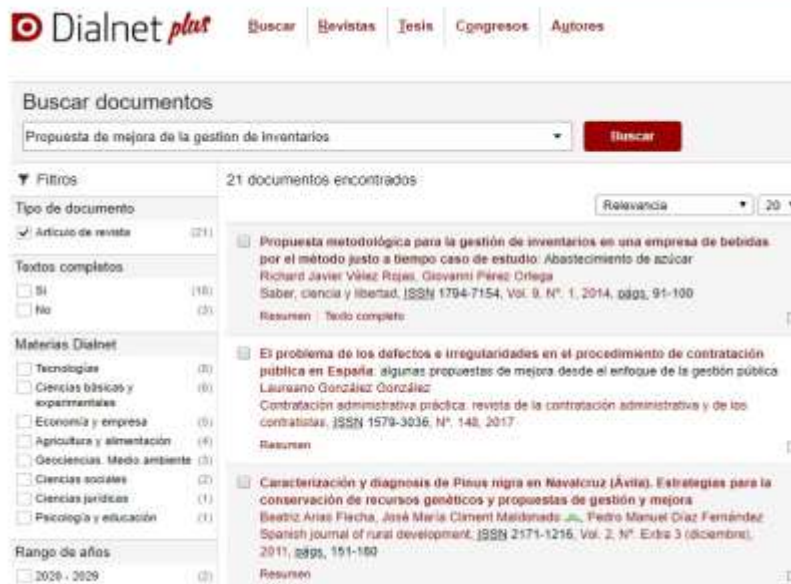 Dialnet plus
Buscar
Revistas
Tesis
Congresos
Autores
Buscar documentos
Propuesta de mejora de la gestion de inventarios
Buscar
Filtros
Tipo de documento
Artículo de revista (21)
Textos completos
Sí (18)
No (3)
Materias Dialnet
Tecnologías (8)
Ciencias básicas y
experimentales (6)
Economía y empresa (5)
Agricultura y alimentación (4)
Geociencias. Medio ambiente (3)
Ciencias sociales (2)
Ciencias jurídicas (1)
Psicología y educación (1)
Rango de años
2020 - 2029 (2)
21 documentos encontrados
Relevancia
20
Propuesta metodológica para la gestión de inventarios en una empresa de bebidas
por el método justo a tiempo caso de estudio: Abastecimiento de azúcar
Richard Javier Vélez Rojas, Giovanni Pérez Ortega
Saber, ciencia y libertad, ISSN 1794-7154, Vol. 9, Nº. 1, 2014, págs. 91-100
Resumen Texto completo
El problema de los defectos e irregularidades en el procedimiento de contratación
pública en España: algunas propuestas de mejora desde el enfoque de la gestión pública
Laureano González González
Contratación administrativa práctica: revista de la contratación administrativa y de los
contratistas, ISSN 1579-3036, Nº. 148, 2017
Resumen
Caracterización y diagnosis de Pinus nigra en Navalcruz (Ávila). Estrategias para la
conservación de recursos genéticos y propuestas de gestión y mejora
Beatriz Arias Flecha, José María Climent Maldonado, Pedro Manuel Díaz Fernández
Spanish journal of rural development, ISSN 2171-1216, Vol. 2, Nº. Extra 3 (diciembre),
2011, págs. 151-160
Resumen